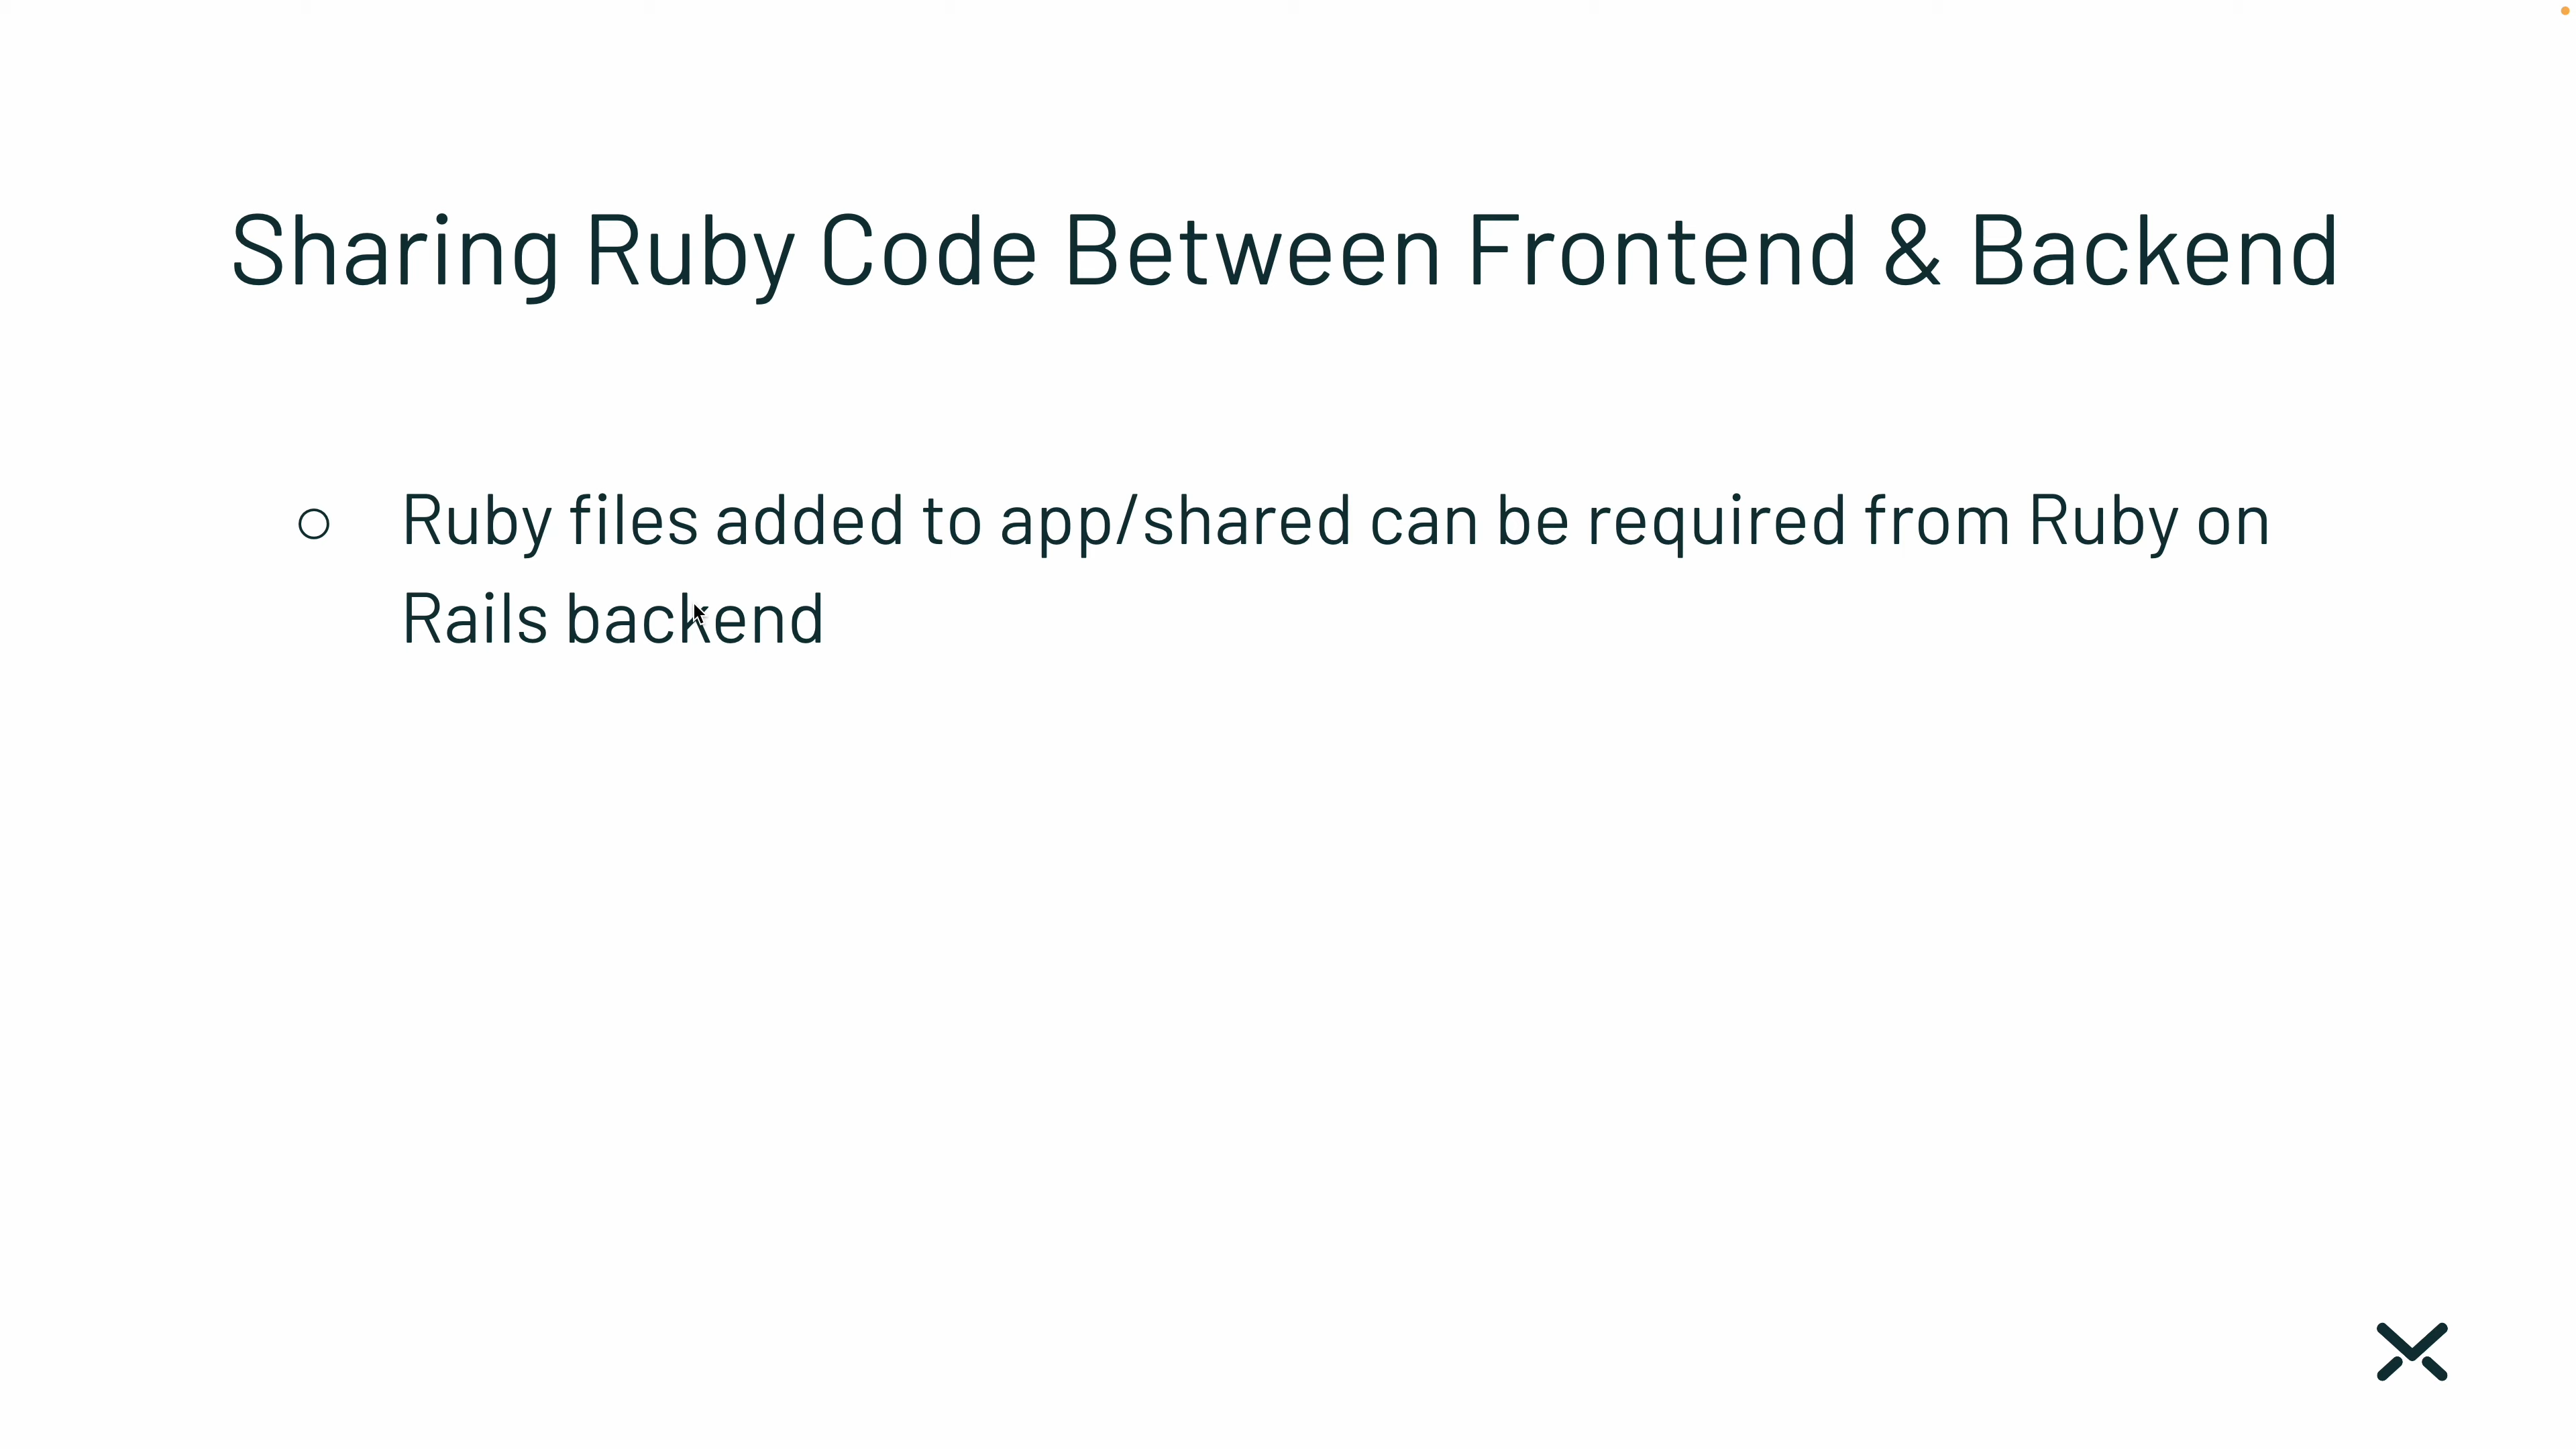 Sharing Ruby Code Between Frontend & Backend
○ Ruby files added to app/shared can be required from Ruby on
Rails backend